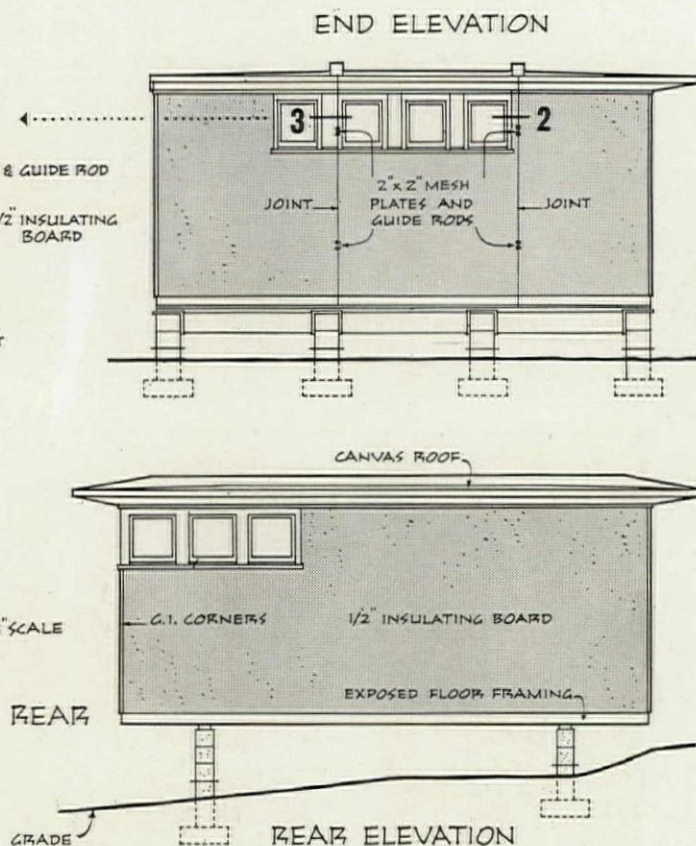 END ELEVATION
3
2
& GUIDE ROD
/2" INSULATING
BOARD
JOINT
2"x 2" MESH
PLATES AND
GUIDE RODS
JOINT
CANVAS ROOF
"SCALE
G.I. CORNERS
1/2" INSULATING BOARD
REAR
EXPOSED FLOOR FRAMING
GRADE
REAR ELEVATION